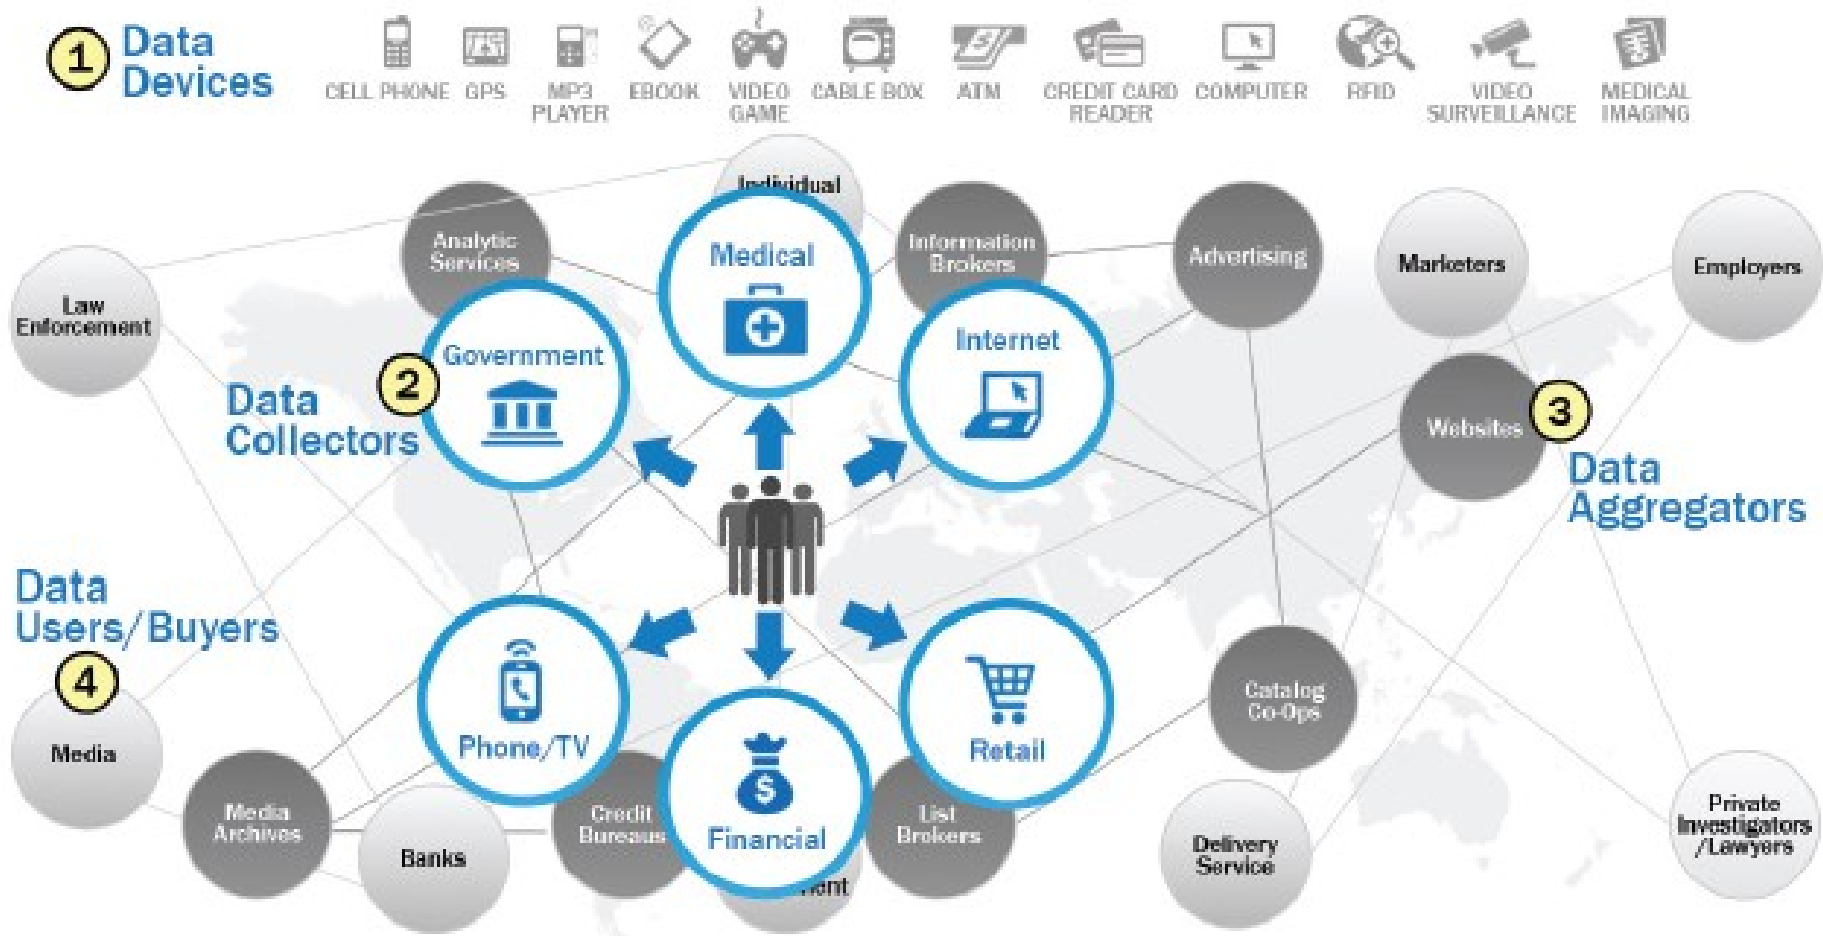 1
Data
Devices
CELL PHONE
GPS
MP3
PLAYER
EBOOK
VIDEO
GAME
CABLE BOX
ATM
CREDIT CARD
READER
COMPUTER
RFID
VIDEO
SURVEILLANCE
MEDICAL
IMAGING
Individual
Analytic
Services
Medical
Information
Brokers
Advertising
Marketers
Employers
Law
Enforcement
Government
Internet
2
Data
Collectors
Websites
3
Data
Aggregators
Data
Users/Buyers
4
Media
Phone/TV
$
Financial
Retail
Catalog
Co-Ops
Media
Archives
Banks
Credit
Bureaus
List
Brokers
Delivery
Service
Private
Investigators
/Lawyers